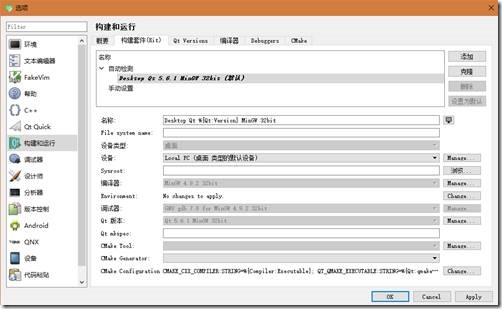 选项
Filter
构建和运行
概要 构建套件(Kit) Qt Versions 编译器 Debuggers CMake
环境
文本编辑器
FakeVim
帮助
C++
Qt Quick
构建和运行
调试器
设计师
分析器
版本控制
Android
QNX
设备
代码粘贴
名称
自动检测
Desktop Qt 5.6.1 MinGW 32bit (默认)
手动设置
添加
克隆
删除
设置为默认
名称: Desktop Qt %{Qt:Version} MinGW 32bit
File system name:
设备类型: 桌面
设备: Local PC (桌面 类型的默认设备) Manage...
Sysroot: 浏览...
编译器: MinGW 4.9.2 32bit Manage...
Environment: No changes to apply. Change...
调试器: GNU gdb 7.8 for MinGW 4.9.2 32bit Manage...
Qt 版本: Qt 5.6.1 MinGW 32bit Manage...
Qt mkspec:
CMake Tool: Manage...
CMake Generator:
CMake Configuration CMAKE_CXX_COMPILER:STRING=%{Compiler:Executable}; QT_QMAKE_EXECUTABLE:STRING=%{Qt:qmake Change...
OK Cancel Apply